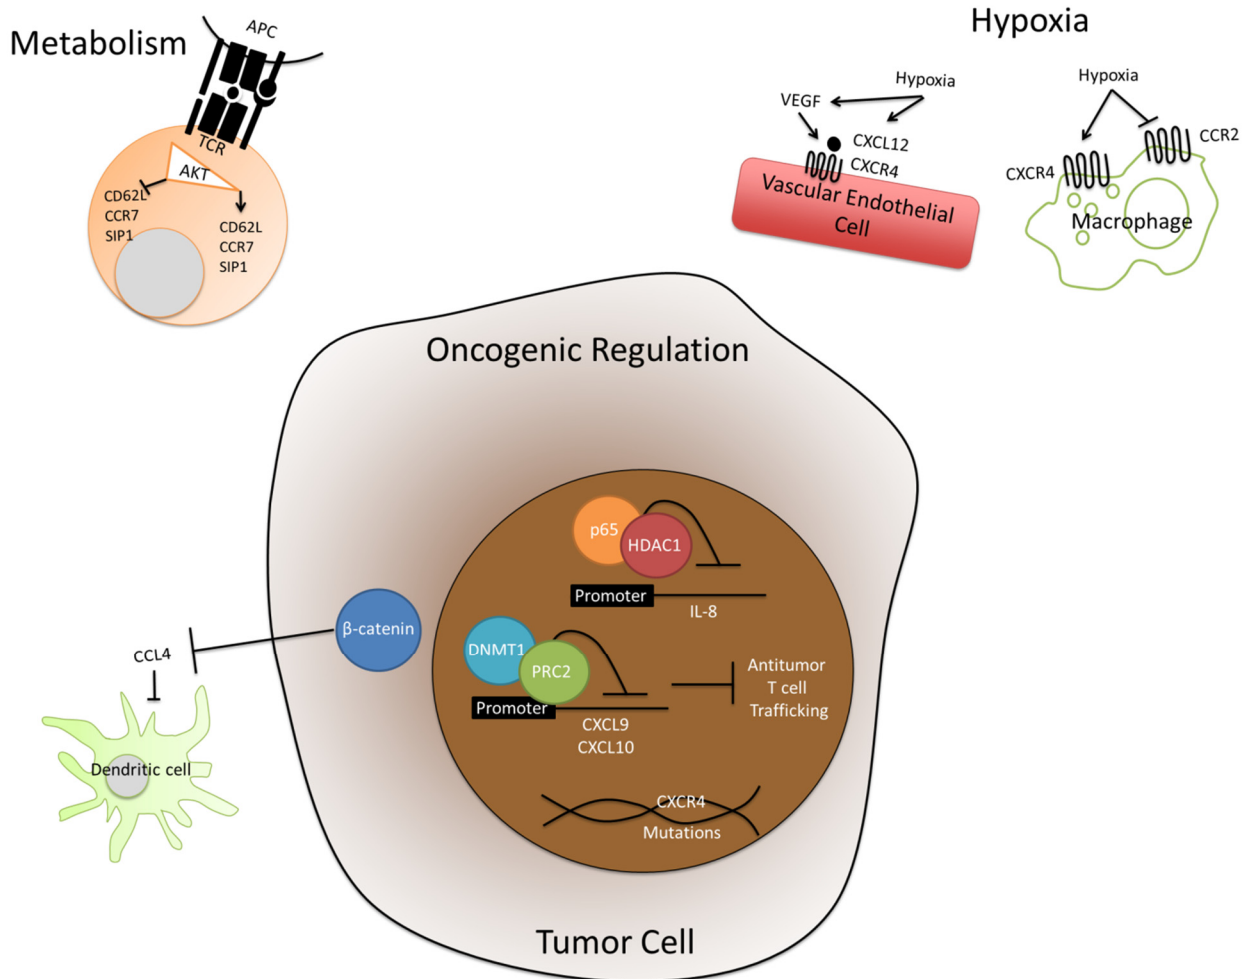 Metabolism
APC
TCR
AKT
CD62L
CCR7
SIP1
CD62L
CCR7
SIP1
Hypoxia
Hypoxia
VEGF
CXCL12
CXCR4
Vascular Endothelial
Cell
Hypoxia
CCR2
CXCR4
Macrophage
Oncogenic Regulation
p65
HDAC1
Promoter
IL-8
β-catenin
CCL4
Dendritic cell
DNMT1
PRC2
Promoter
CXCL9
CXCL10
Antitumor
T cell
Trafficking
CXCR4
Mutations
Tumor Cell